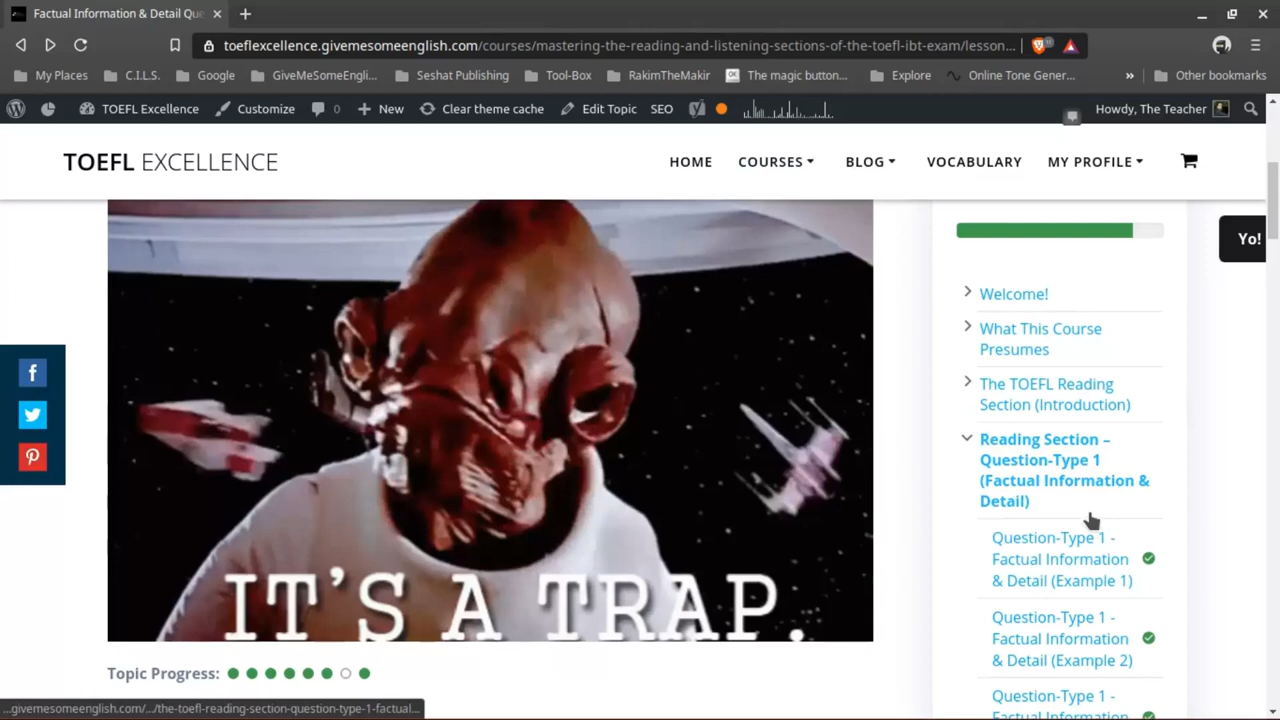 Factual Information & Detail Que
toeflexcellence.givemesomeenglish.com/courses/mastering-the-reading-and-listening-sections-of-the-toefl-ibt-exam/lesson...
My Places C.I.L.S. Google GiveMeSomeEngli... Seshat Publishing Tool-Box RakimTheMakir OK The magic button... Explore Online Tone Gener... » Other bookmarks
TOEFL Excellence Customize 0 New Clear theme cache Edit Topic SEO Howdy, The Teacher
TOEFL EXCELLENCE
HOME COURSES BLOG VOCABULARY MY PROFILE
Yo!
IT'S A TRAP.
Topic Progress:
Welcome!
What This Course
Presumes
The TOEFL Reading
Section (Introduction)
Reading Section –
Question-Type 1
(Factual Information &
Detail)
Question-Type 1 -
Factual Information
& Detail (Example 1)
Question-Type 1 -
Factual Information
& Detail (Example 2)
Question-Type 1 -
Factual Information
...givemesomeenglish.com/.../the-toefl-reading-section-question-type-1-factual...